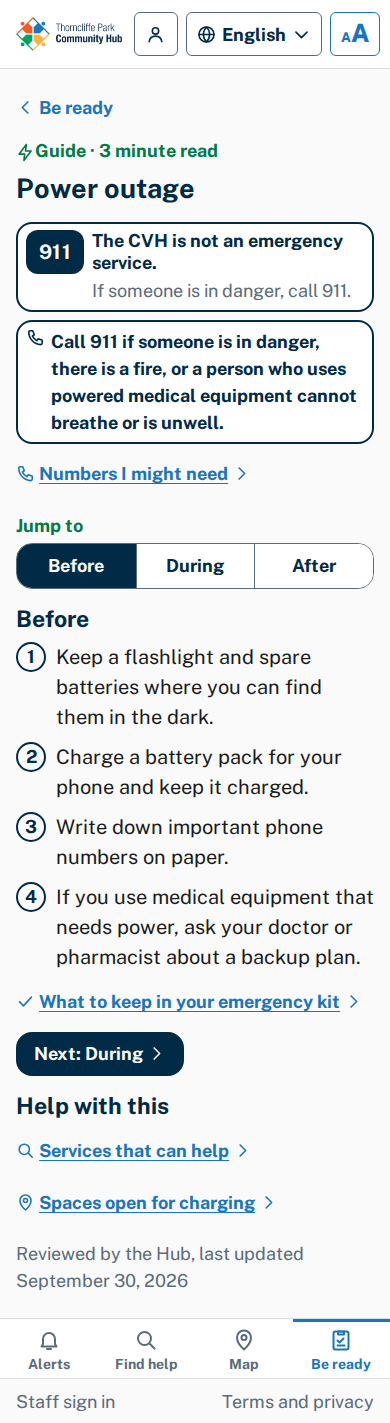 Thorncliffe Park
Community Hub
English
AA
Be ready
Guide · 3 minute read
Power outage
911
The CVH is not an emergency
service.
If someone is in danger, call 911.
Call 911 if someone is in danger,
there is a fire, or a person who uses
powered medical equipment cannot
breathe or is unwell.
Numbers I might need
Jump to
Before
During
After
Before
1 Keep a flashlight and spare
batteries where you can find
them in the dark.
2 Charge a battery pack for your
phone and keep it charged.
3 Write down important phone
numbers on paper.
4 If you use medical equipment that
needs power, ask your doctor or
pharmacist about a backup plan.
What to keep in your emergency kit
Next: During
Help with this
Services that can help
Spaces open for charging
Reviewed by the Hub, last updated
September 30, 2026
Alerts
Find help
Map
Be ready
Staff sign in
Terms and privacy